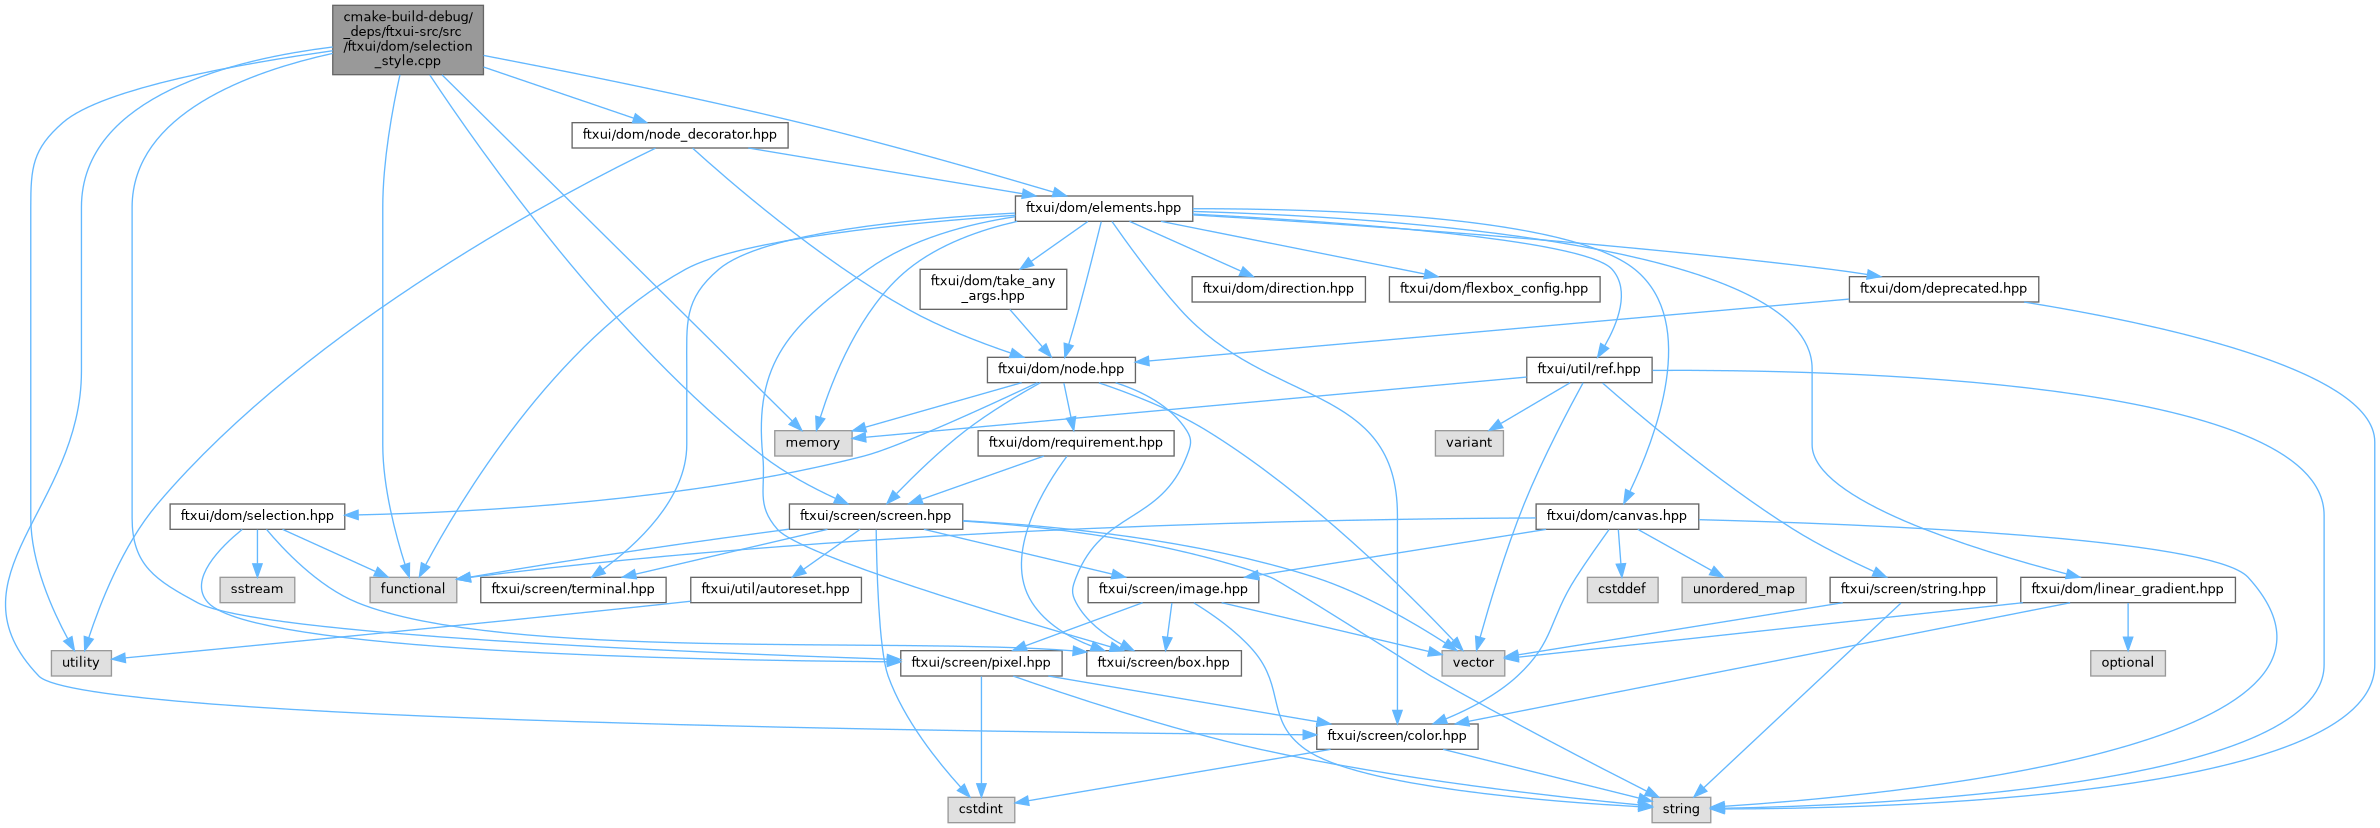 cmake-build-debug/
_deps/ftxui-src/src
/ftxui/dom/selection
_style.cpp
ftxui/dom/node_decorator.hpp
ftxui/dom/elements.hpp
ftxui/dom/take_any
_args.hpp
ftxui/dom/direction.hpp
ftxui/dom/flexbox_config.hpp
ftxui/dom/deprecated.hpp
ftxui/dom/node.hpp
ftxui/util/ref.hpp
memory
ftxui/dom/requirement.hpp
variant
ftxui/dom/selection.hpp
ftxui/screen/screen.hpp
ftxui/dom/canvas.hpp
sstream
functional
ftxui/screen/terminal.hpp
ftxui/util/autoreset.hpp
ftxui/screen/image.hpp
cstddef
unordered_map
ftxui/screen/string.hpp
ftxui/dom/linear_gradient.hpp
utility
ftxui/screen/pixel.hpp
ftxui/screen/box.hpp
vector
optional
ftxui/screen/color.hpp
cstdint
string